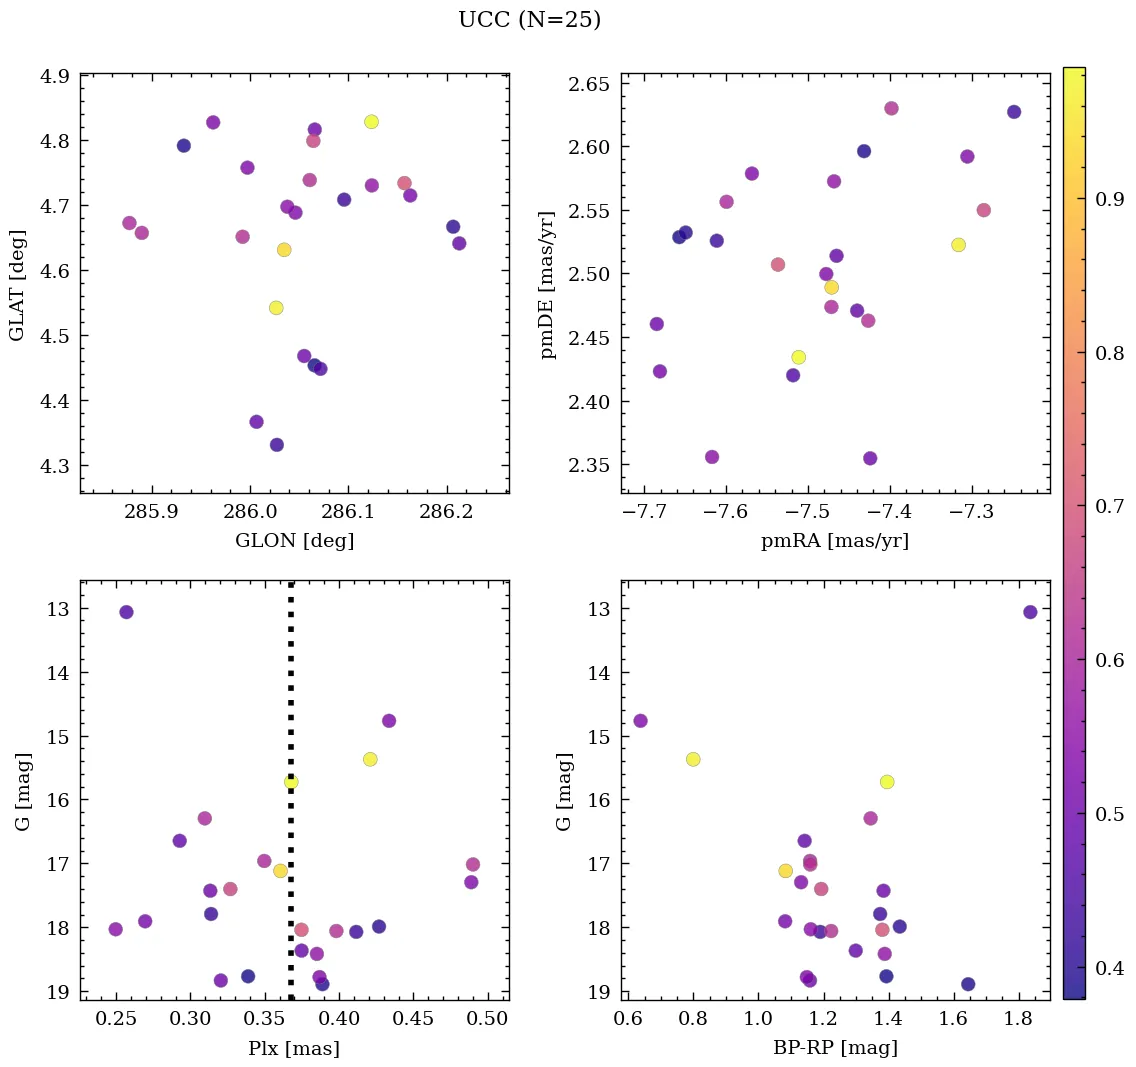 UCC (N=25)
4.9
4.8
4.7
4.6
4.5
4.4
4.3
GLAT [deg]
285.9 286.0 286.1 286.2
GLON [deg]
2.65
2.60
2.55
2.50
2.45
2.40
2.35
pmDE [mas/yr]
−7.7 −7.6 −7.5 −7.4 −7.3
pmRA [mas/yr]
13
14
15
16
17
18
19
G [mag]
0.25 0.30 0.35 0.40 0.45 0.50
Plx [mas]
13
14
15
16
17
18
19
G [mag]
0.6 0.8 1.0 1.2 1.4 1.6 1.8
BP-RP [mag]
0.9
0.8
0.7
0.6
0.5
0.4